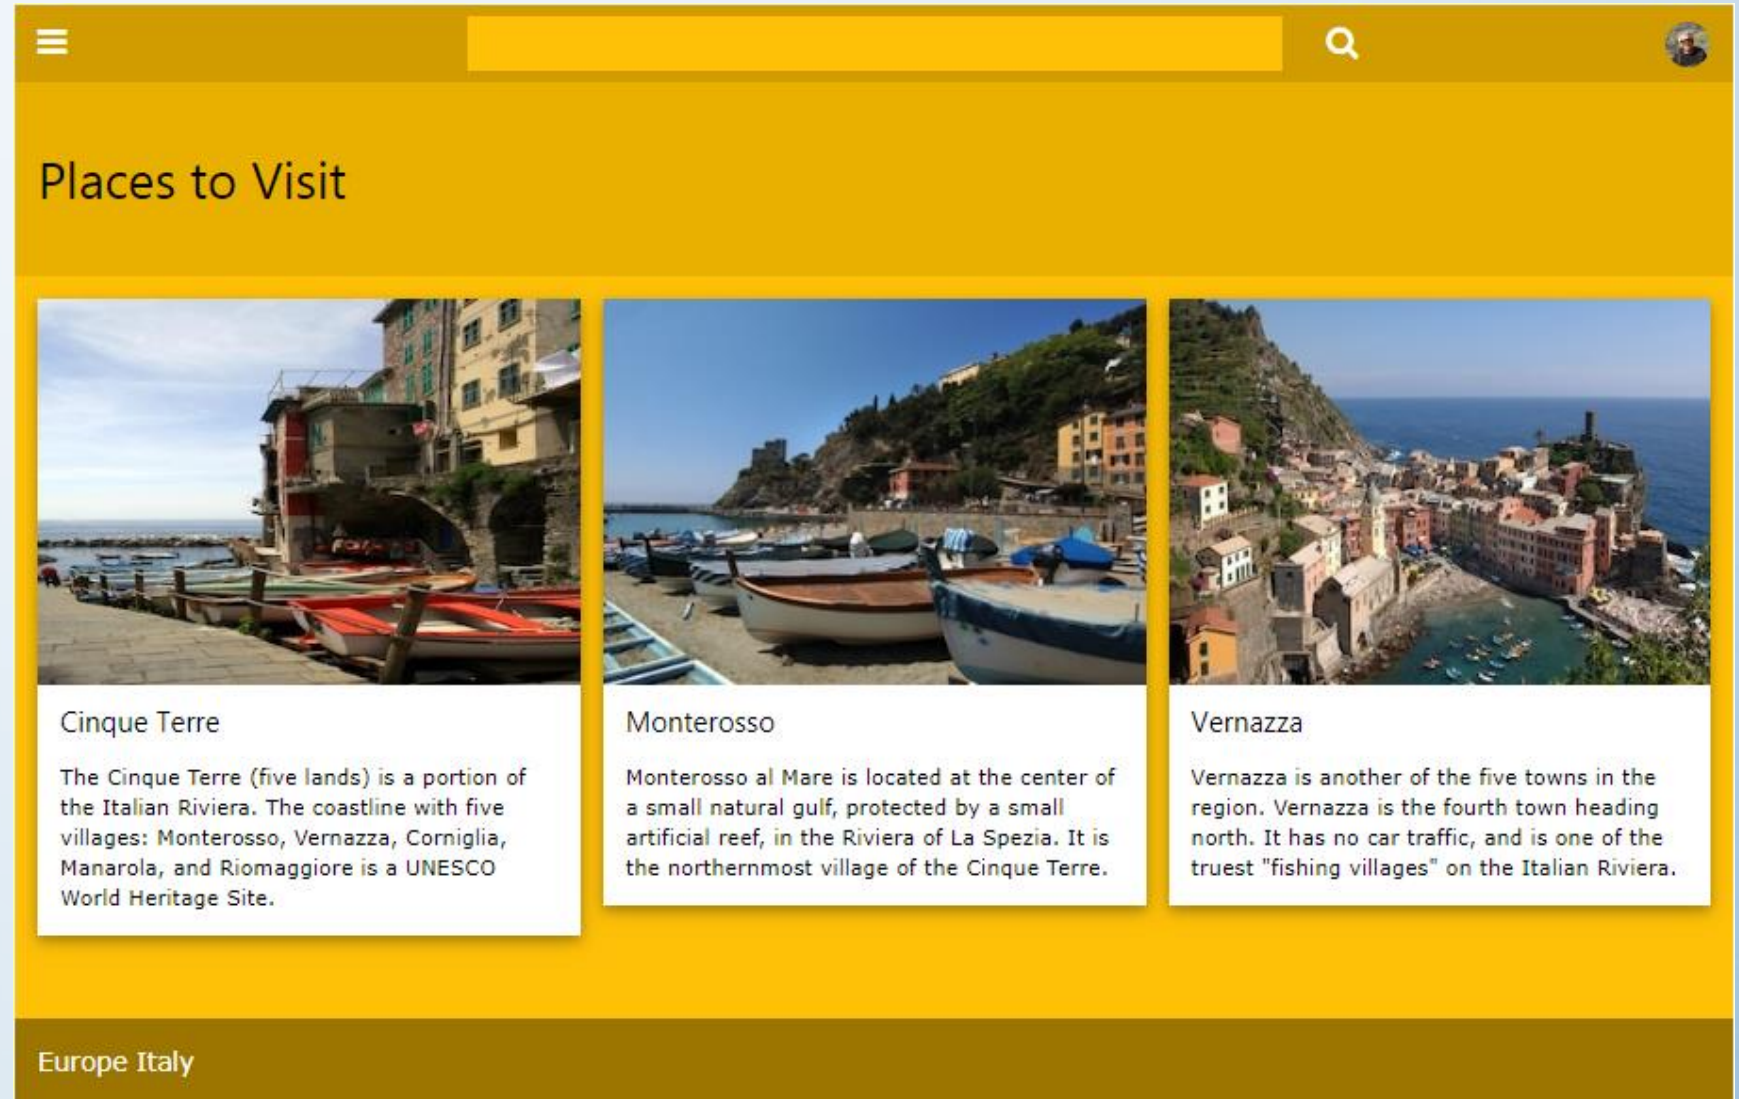 Places to Visit
Cinque Terre
The Cinque Terre (five lands) is a portion of
the Italian Riviera. The coastline with five
villages: Monterosso, Vernazza, Corniglia,
Manarola, and Riomaggiore is a UNESCO
World Heritage Site.
Monterosso
Monterosso al Mare is located at the center of
a small natural gulf, protected by a small
artificial reef, in the Riviera of La Spezia. It is
the northernmost village of the Cinque Terre.
Vernazza
Vernazza is another of the five towns in the
region. Vernazza is the fourth town heading
north. It has no car traffic, and is one of the
truest "fishing villages" on the Italian Riviera.
Europe Italy